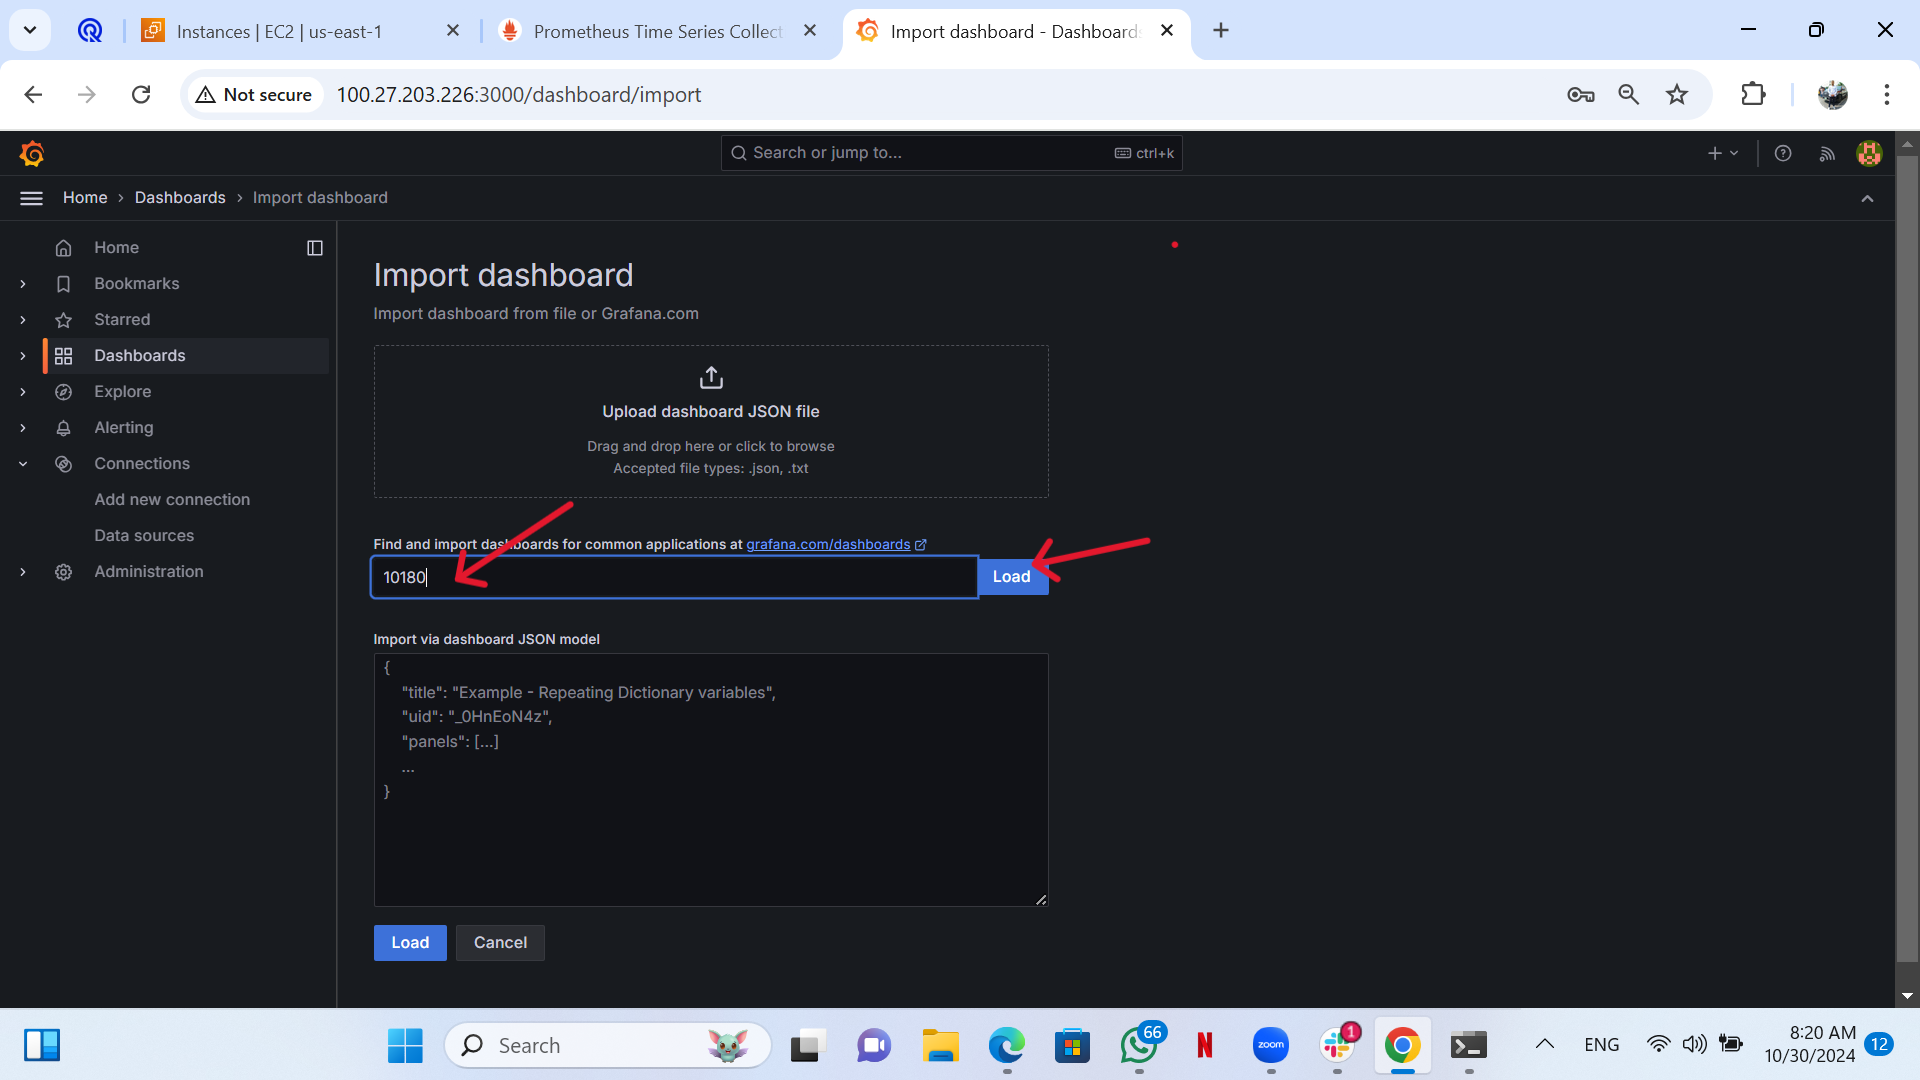 Instances | EC2 | us-east-1
Prometheus Time Series Collect
Import dashboard - Dashboards
Not secure
100.27.203.226:3000/dashboard/import
Search or jump to...
ctrl+k
Home
Dashboards
Import dashboard
Home
Bookmarks
Starred
Dashboards
Explore
Alerting
Connections
Add new connection
Data sources
Administration
Import dashboard
Import dashboard from file or Grafana.com
Upload dashboard JSON file
Drag and drop here or click to browse
Accepted file types: .json, .txt
Find and import dashboards for common applications at grafana.com/dashboards
10180
Load
Import via dashboard JSON model
{
"title": "Example - Repeating Dictionary variables",
"uid": "_0HnEoN4z",
"panels": [...]
...
}
Load
Cancel
Search
zoom
66
N
1
ENG
8:20 AM
10/30/2024
12